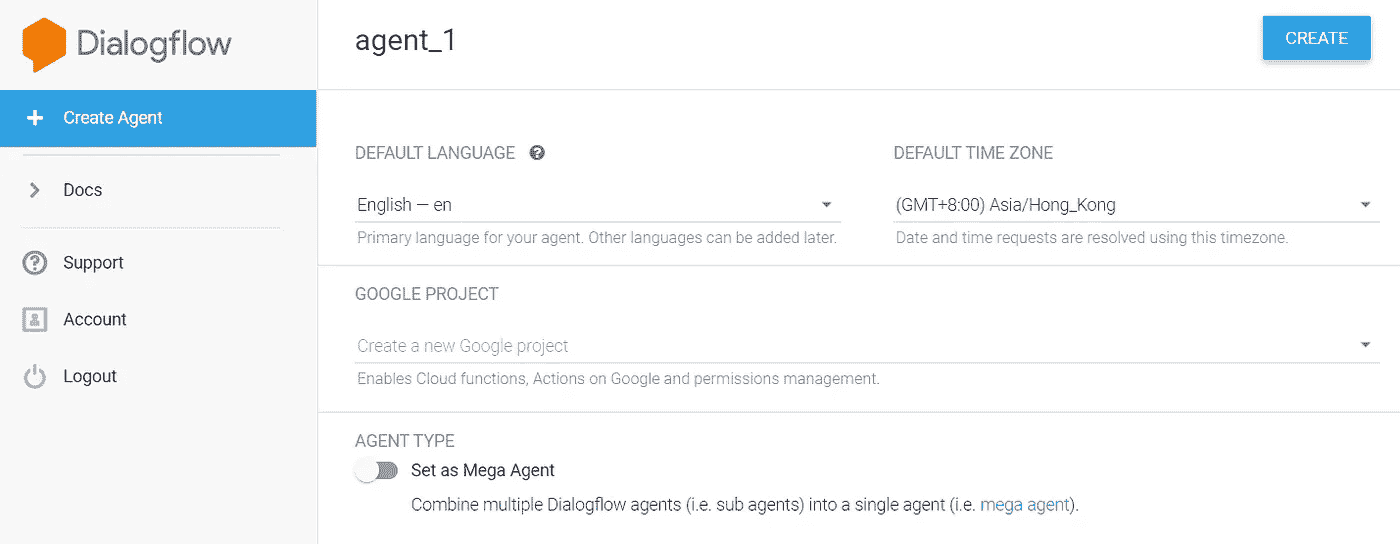 Dialogflow
agent_1
CREATE
Create Agent
Docs
Support
Account
Logout
DEFAULT LANGUAGE
DEFAULT TIME ZONE
English — en
(GMT+8:00) Asia/Hong_Kong
Primary language for your agent. Other languages can be added later.
Date and time requests are resolved using this timezone.
GOOGLE PROJECT
Create a new Google project
Enables Cloud functions, Actions on Google and permissions management.
AGENT TYPE
Set as Mega Agent
Combine multiple Dialogflow agents (i.e. sub agents) into a single agent (i.e. mega agent).